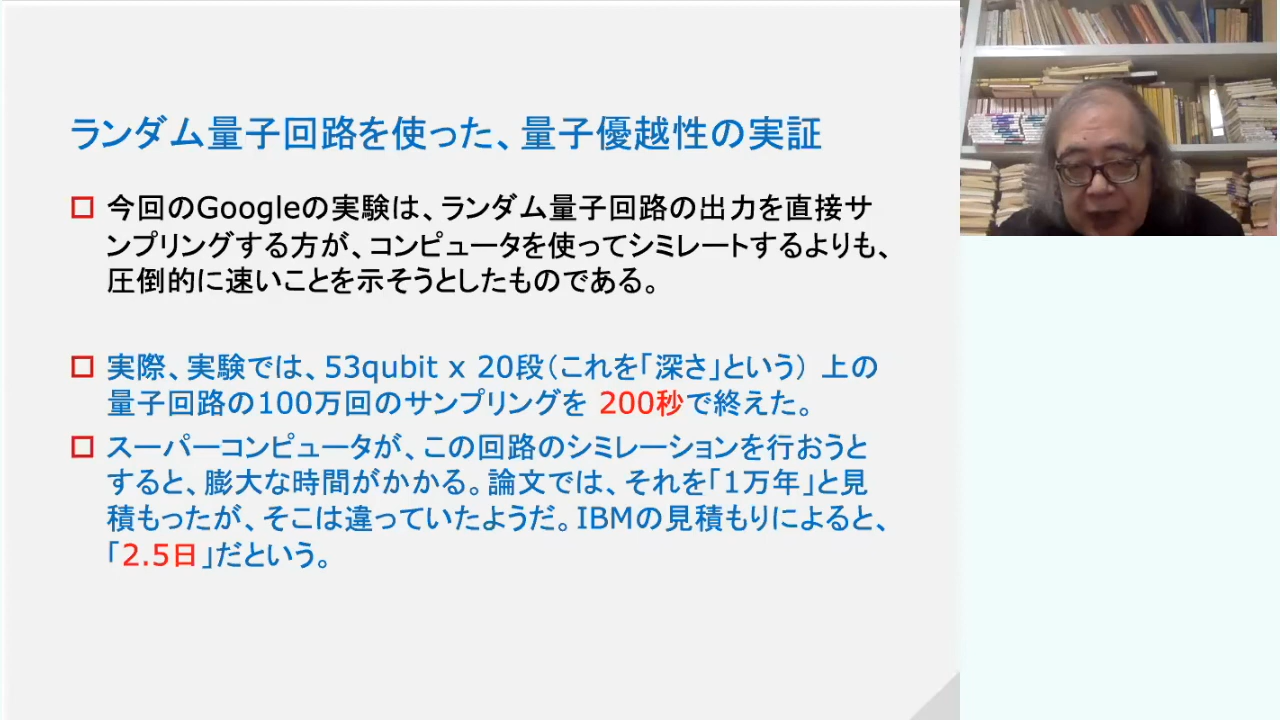 ランダム量子回路を使った、量子優越性の実証
今回のGoogleの実験は、ランダム量子回路の出力を直接サ
ンプリングする方が、コンピュータを使ってシミレートするよりも、
圧倒的に速いことを示そうとしたものである。
実際、実験では、53qubit x 20段（これを「深さ」という） 上の
量子回路の100万回のサンプリングを 200秒で終えた。
スーパーコンピュータが、この回路のシミレーションを行おうと
すると、膨大な時間がかかる。論文では、それを「1万年」と見
積もったが、そこは違っていたようだ。IBMの見積もりによると、
「2.5日」だという。